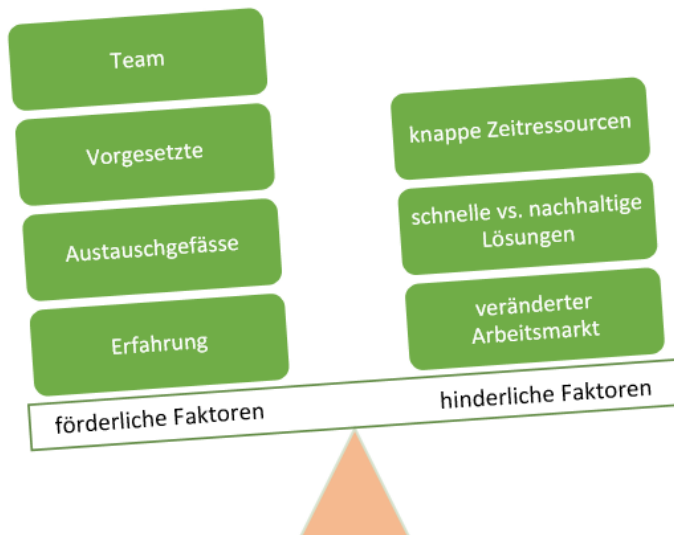 Team
Vorgesetzte
Austauschgefässe
Erfahrung
förderliche Faktoren
knappe Zeitressourcen
schnelle vs. nachhaltige
Lösungen
veränderter
Arbeitsmarkt
hinderliche Faktoren